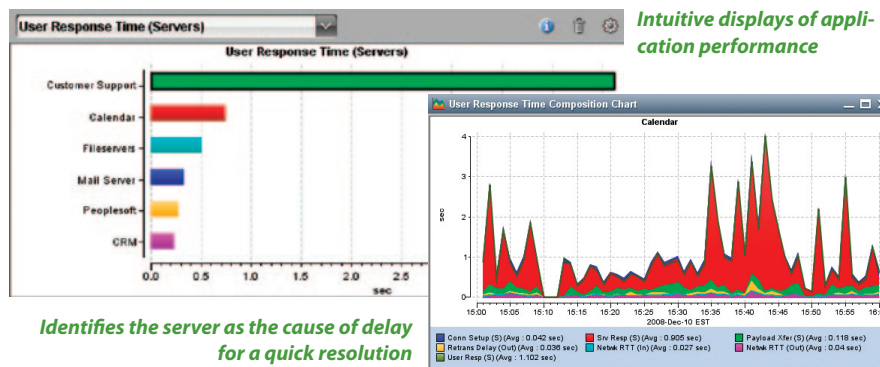 User Response Time (Servers)
Intuitive displays of appli-
cation performance
User Response Time (Servers)
Customer Support
Calendar
Fileservers
Mail Server
Peoplesoft
CRM
0.0 0.5 1.0 1.5 2.0 2.5
sec
User Response Time Composition Chart
Calendar
4
3
2
1
0
sec
15:00 15:05 15:10 15:15 15:20 15:25 15:30 15:35 15:40 15:45 15:50 15:55 16:
2008-Dec-10 EST
Conn Setup (S) (Avg : 0.042 sec) Srv Resp (S) (Avg : 0.905 sec) Payload Xfer (S) (Avg : 0.118 sec)
Retrans Delay (Out) (Avg : 0.036 sec) Netwk RTT (In) (Avg : 0.027 sec) Netwk RTT (Out) (Avg : 0.04 sec)
User Resp (S) (Avg : 1.102 sec)
Identifies the server as the cause of delay
for a quick resolution